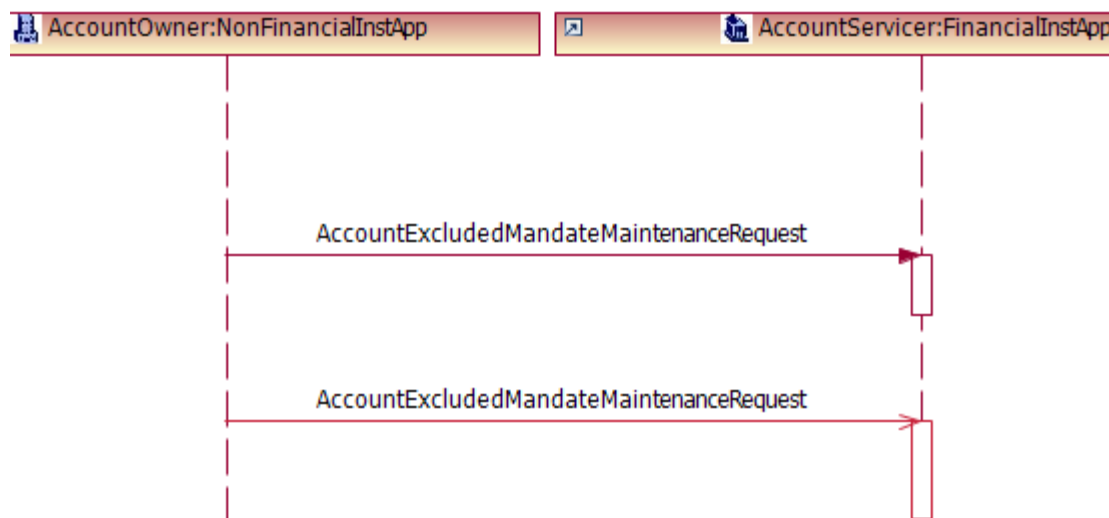 AccountOwner:NonFinancialInstApp
AccountServicer:FinancialInstApp
AccountExcludedMandateMaintenanceRequest
AccountExcludedMandateMaintenanceRequest